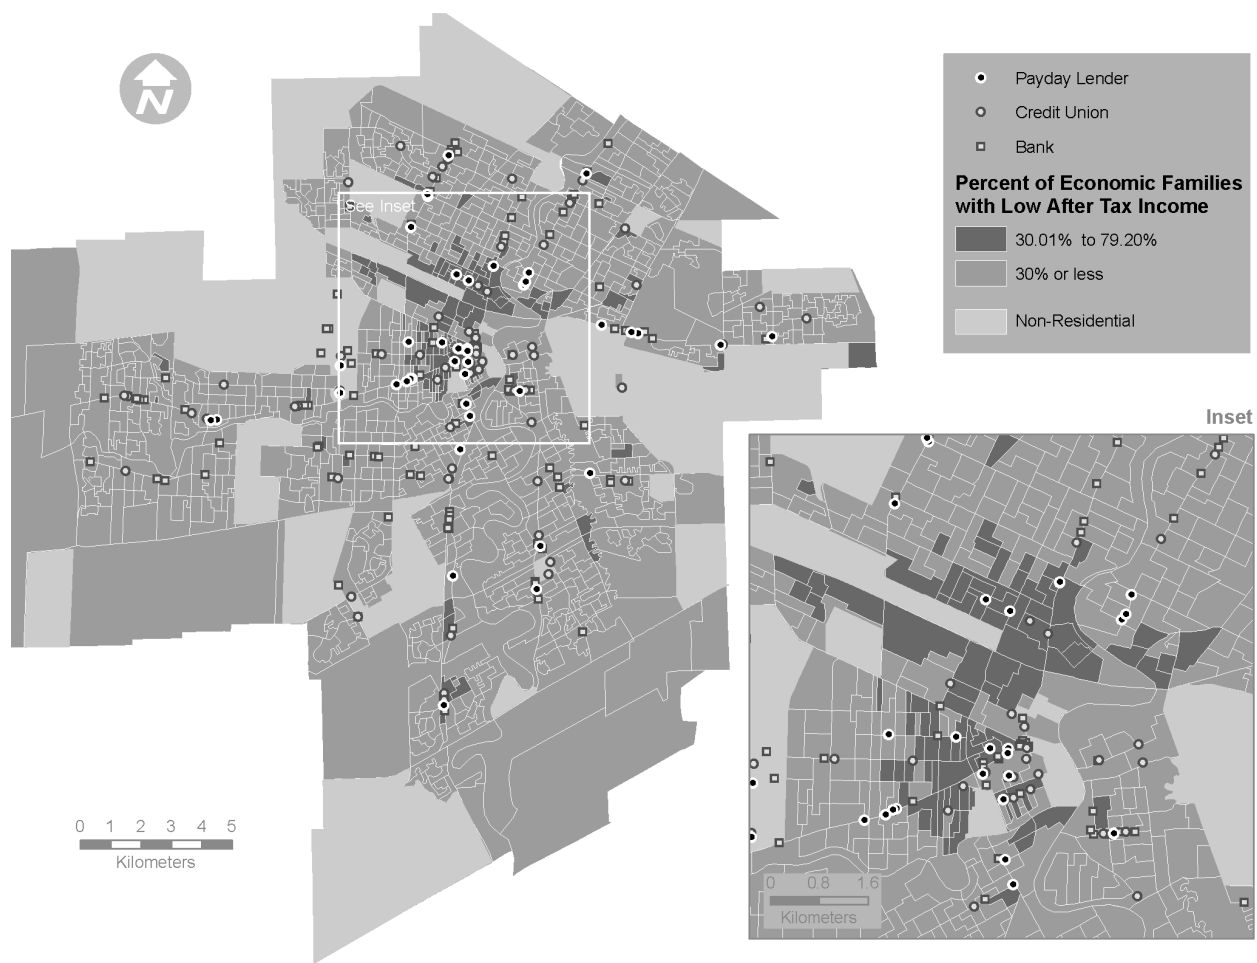 N
Payday Lender
Credit Union
Bank
Percent of Economic Families
with Low After Tax Income
30.01% to 79.20%
30% or less
Non-Residential
See Inset
Inset
0 1 2 3 4 5
Kilometers
0 0.8 1.6
Kilometers